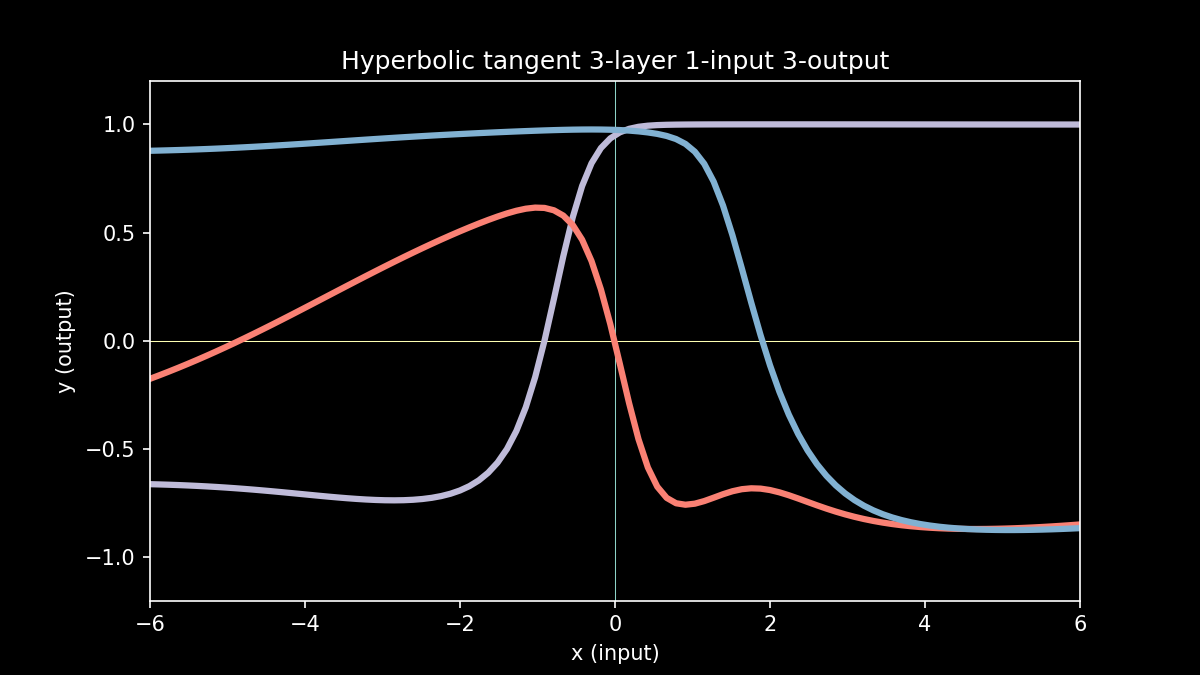 Hyperbolic tangent 3-layer 1-input 3-output
1.0
0.5
0.0
−0.5
−1.0
y (output)
−6 −4 −2 0 2 4 6
x (input)